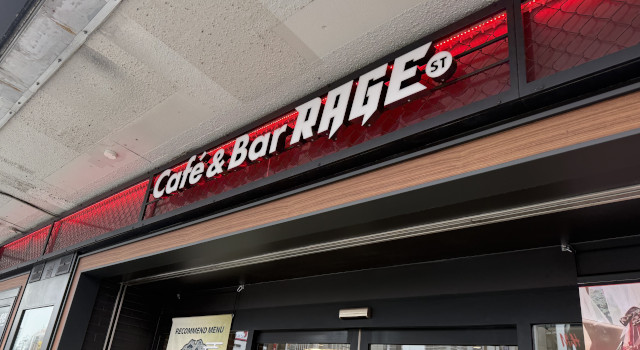 Café & Bar RAGE ST
RECOMMEND MENU